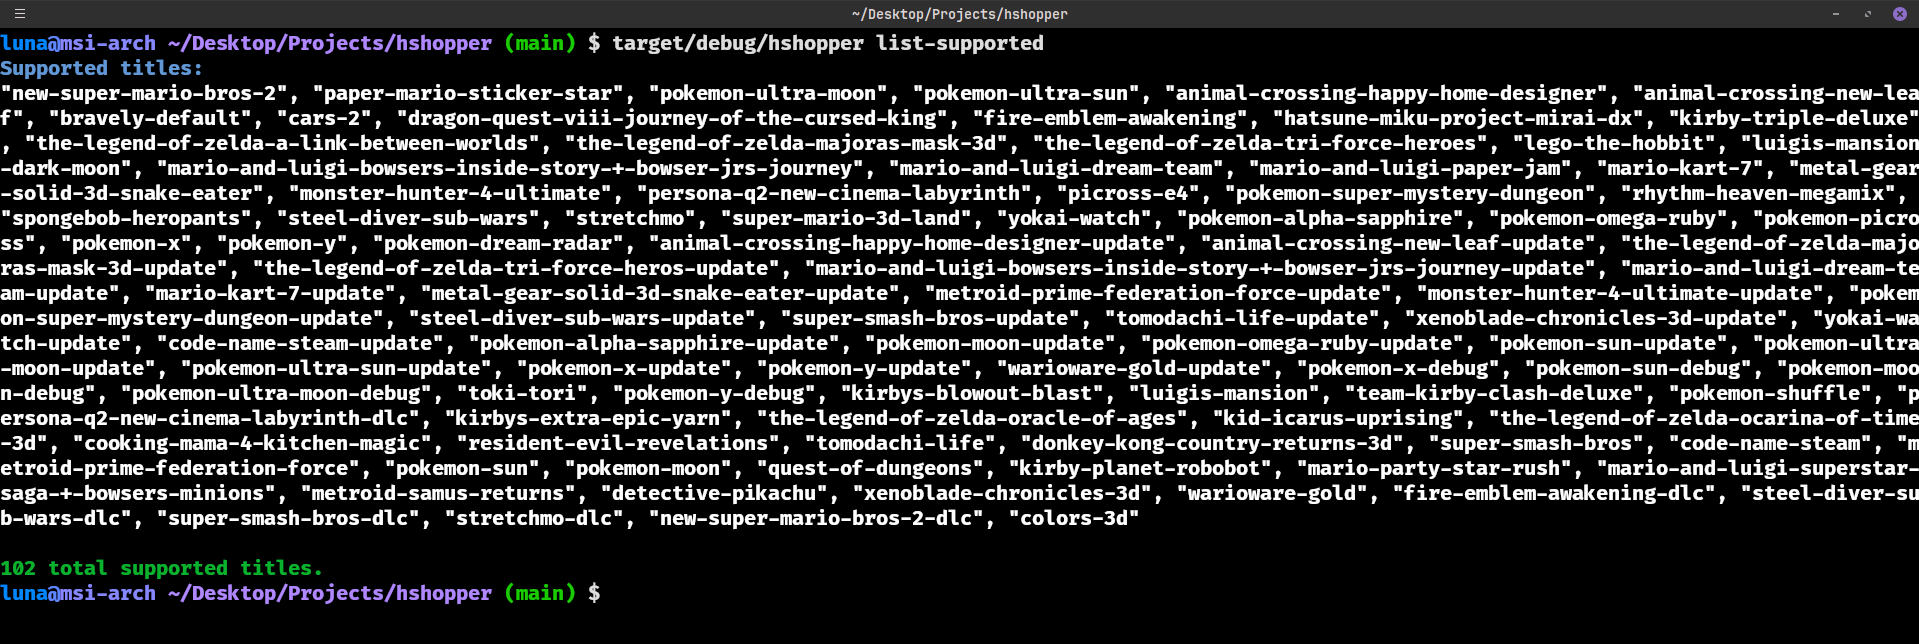 ~/Desktop/Projects/hshopper
luna@msi-arch ~/Desktop/Projects/hshopper (main) $ target/debug/hshopper list-supported
Supported titles:
"new-super-mario-bros-2", "paper-mario-sticker-star", "pokemon-ultra-moon", "pokemon-ultra-sun", "animal-crossing-happy-home-designer", "animal-crossing-new-lea
f", "bravely-default", "cars-2", "dragon-quest-viii-journey-of-the-cursed-king", "fire-emblem-awakening", "hatsune-miku-project-mirai-dx", "kirby-triple-deluxe"
, "the-legend-of-zelda-a-link-between-worlds", "the-legend-of-zelda-majoras-mask-3d", "the-legend-of-zelda-tri-force-heroes", "lego-the-hobbit", "luigis-mansion
-dark-moon", "mario-and-luigi-bowsers-inside-story-+-bowser-jrs-journey", "mario-and-luigi-dream-team", "mario-and-luigi-paper-jam", "mario-kart-7", "metal-gear
-solid-3d-snake-eater", "monster-hunter-4-ultimate", "persona-q2-new-cinema-labyrinth", "picross-e4", "pokemon-super-mystery-dungeon", "rhythm-heaven-megamix",
"spongebob-heropants", "steel-diver-sub-wars", "stretchmo", "super-mario-3d-land", "yokai-watch", "pokemon-alpha-sapphire", "pokemon-omega-ruby", "pokemon-picro
ss", "pokemon-x", "pokemon-y", "pokemon-dream-radar", "animal-crossing-happy-home-designer-update", "animal-crossing-new-leaf-update", "the-legend-of-zelda-majo
ras-mask-3d-update", "the-legend-of-zelda-tri-force-heros-update", "mario-and-luigi-bowsers-inside-story-+-bowser-jrs-journey-update", "mario-and-luigi-dream-te
am-update", "mario-kart-7-update", "metal-gear-solid-3d-snake-eater-update", "metroid-prime-federation-force-update", "monster-hunter-4-ultimate-update", "pokem
on-super-mystery-dungeon-update", "steel-diver-sub-wars-update", "super-smash-bros-update", "tomodachi-life-update", "xenoblade-chronicles-3d-update", "yokai-wa
tch-update", "code-name-steam-update", "pokemon-alpha-sapphire-update", "pokemon-moon-update", "pokemon-omega-ruby-update", "pokemon-sun-update", "pokemon-ultra
-moon-update", "pokemon-ultra-sun-update", "pokemon-x-update", "pokemon-y-update", "warioware-gold-update", "pokemon-x-debug", "pokemon-sun-debug", "pokemon-moo
n-debug", "pokemon-ultra-moon-debug", "toki-tori", "pokemon-y-debug", "kirbys-blowout-blast", "luigis-mansion", "team-kirby-clash-deluxe", "pokemon-shuffle", "p
ersona-q2-new-cinema-labyrinth-dlc", "kirbys-extra-epic-yarn", "the-legend-of-zelda-oracle-of-ages", "kid-icarus-uprising", "the-legend-of-zelda-ocarina-of-time
-3d", "cooking-mama-4-kitchen-magic", "resident-evil-revelations", "tomodachi-life", "donkey-kong-country-returns-3d", "super-smash-bros", "code-name-steam", "m
etroid-prime-federation-force", "pokemon-sun", "pokemon-moon", "quest-of-dungeons", "kirby-planet-robobot", "mario-party-star-rush", "mario-and-luigi-superstar-
saga-+-bowsers-minions", "metroid-samus-returns", "detective-pikachu", "xenoblade-chronicles-3d", "warioware-gold", "fire-emblem-awakening-dlc", "steel-diver-su
b-wars-dlc", "super-smash-bros-dlc", "stretchmo-dlc", "new-super-mario-bros-2-dlc", "colors-3d"
102 total supported titles.
luna@msi-arch ~/Desktop/Projects/hshopper (main) $